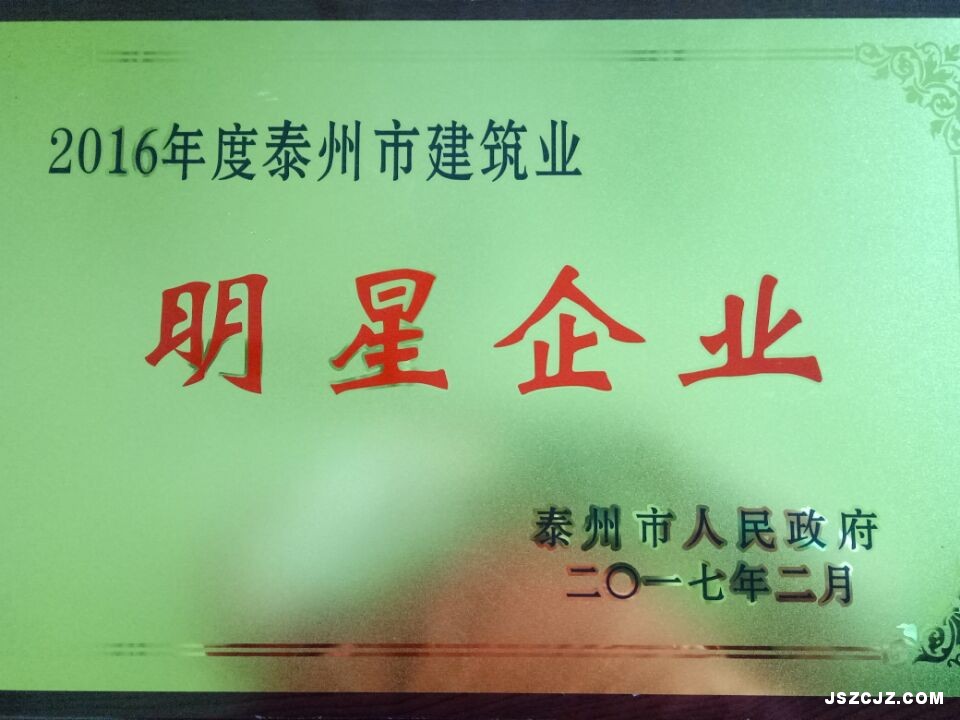 2016年度泰州市建筑业
明星企业
泰州市人民政府
二〇一七年二月
JSZCJZ.COM